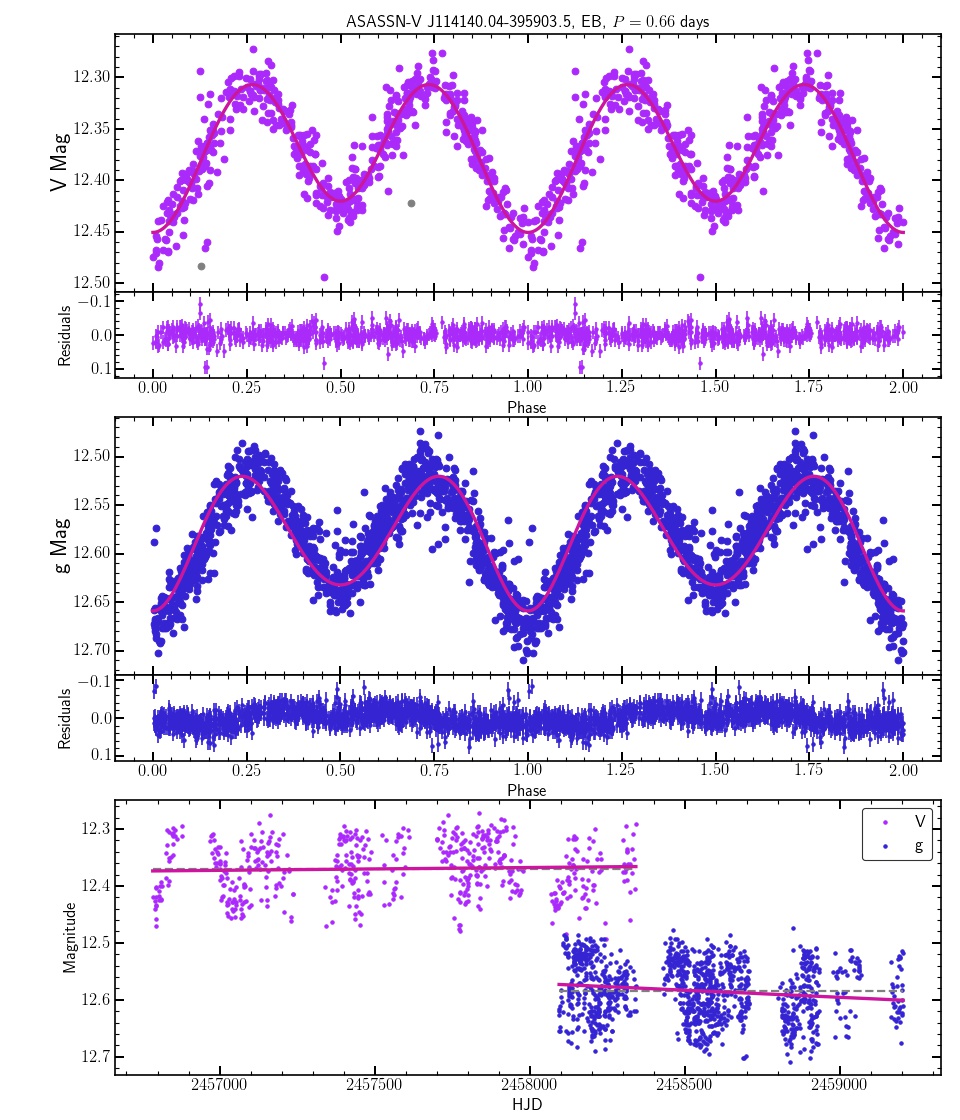 ASASSN-V J114140.04-395903.5, EB, P = 0.66 days
V Mag
12.30
12.35
12.40
12.45
12.50
Residuals
−0.1
0.0
0.1
0.00 0.25 0.50 0.75 1.00 1.25 1.50 1.75 2.00
Phase
g Mag
12.50
12.55
12.60
12.65
12.70
Residuals
−0.1
0.0
0.1
0.00 0.25 0.50 0.75 1.00 1.25 1.50 1.75 2.00
Phase
Magnitude
12.3
12.4
12.5
12.6
12.7
V
g
2457000 2457500 2458000 2458500 2459000
HJD